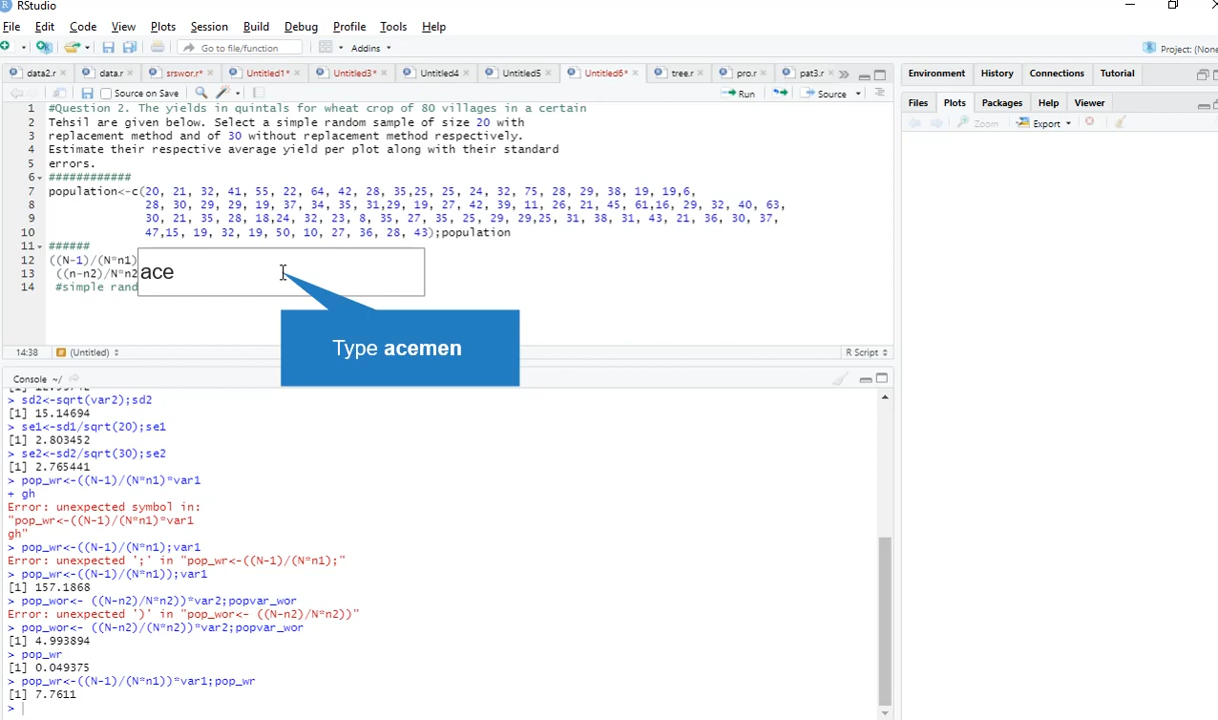 RStudio
File Edit Code View Plots Session Build Debug Profile Tools Help
Go to file/function Addins Project: (None
data2.r data.r srswor.r* Untitled1* Untitled3* Untitled4 Untitled5 Untitled6* tree.r pro.r pat3.r
Environment History Connections Tutorial
Source on Save Run Source
Files Plots Packages Help Viewer
Zoom Export
1 #Question 2. The yields in quintals for wheat crop of 80 villages in a certain
2 Tehsil are given below. Select a simple random sample of size 20 with
3 replacement method and of 30 without replacement method respectively.
4 Estimate their respective average yield per plot along with their standard
5 errors.
6 ############
7 population<-c(20, 21, 32, 41, 55, 22, 64, 42, 28, 35,25, 25, 24, 32, 75, 28, 29, 38, 19, 19,6,
8 28, 30, 29, 29, 19, 37, 34, 35, 31,29, 19, 27, 42, 39, 11, 26, 21, 45, 61,16, 29, 32, 40, 63,
9 30, 21, 35, 28, 18,24, 32, 23, 8, 35, 27, 35, 25, 29, 29,25, 31, 38, 31, 43, 21, 36, 30, 37,
10 47,15, 19, 32, 19, 50, 10, 27, 36, 28, 43);population
11 ######
12 ((N-1)/(N*n1)
13 ((n-n2)/N*n2
14 #simple rand
ace
Type acemen
14:38 (Untitled) R Script
Console ~/
> sd2<-sqrt(var2);sd2
[1] 15.14694
> se1<-sd1/sqrt(20);se1
[1] 2.803452
> se2<-sd2/sqrt(30);se2
[1] 2.765441
> pop_wr<-((N-1)/(N*n1)*var1
+ gh
Error: unexpected symbol in:
"pop_wr<-((N-1)/(N*n1)*var1
gh"
> pop_wr<-((N-1)/(N*n1);var1
Error: unexpected ';' in "pop_wr<-((N-1)/(N*n1);"
> pop_wr<-((N-1)/(N*n1));var1
[1] 157.1868
> pop_wor<- ((N-n2)/N*n2))*var2;popvar_wor
Error: unexpected ')' in "pop_wor<- ((N-n2)/N*n2))"
> pop_wor<- ((N-n2)/(N*n2))*var2;popvar_wor
[1] 4.993894
> pop_wr
[1] 0.049375
> pop_wr<-((N-1)/(N*n1))*var1;pop_wr
[1] 7.7611
>